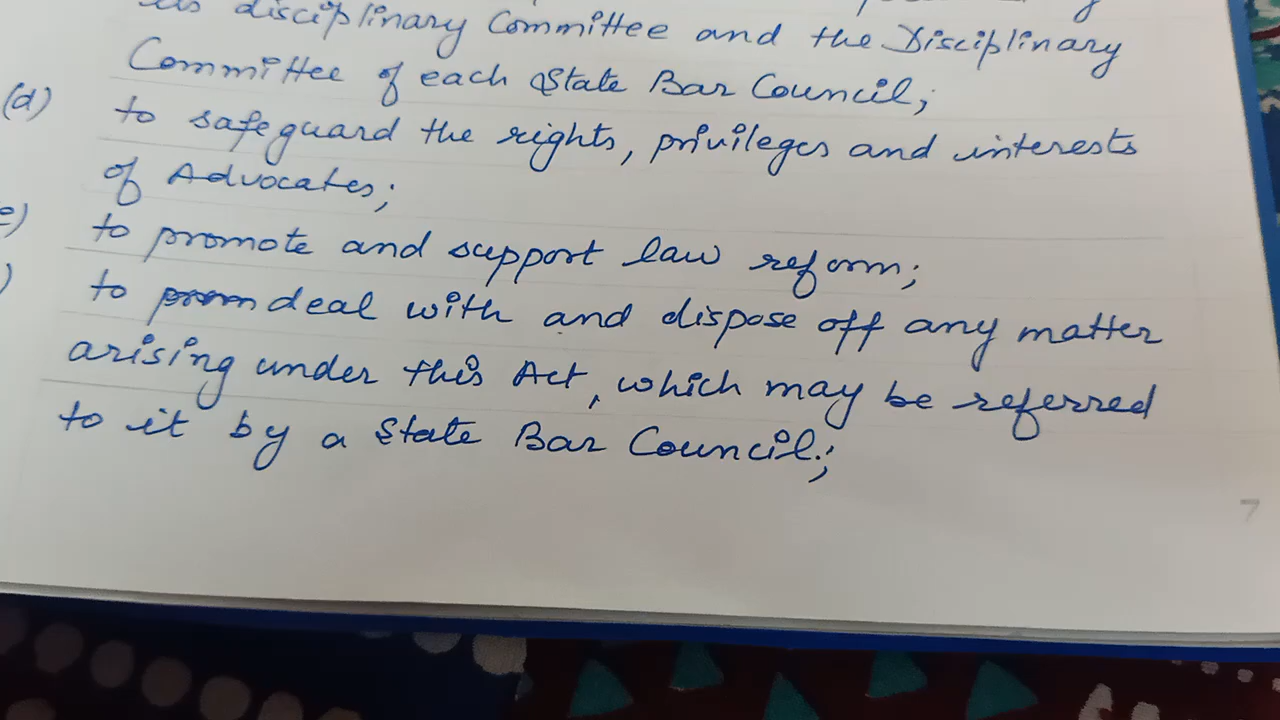 its disciplinary Committee and the Disciplinary
Committee of each State Bar Council;
(d) to safeguard the rights, privileges and interests
of Advocates;
e) to promote and support law reform;
) to deal with and dispose off any matter
arising under this Act, which may be referred
to it by a State Bar Council;
7